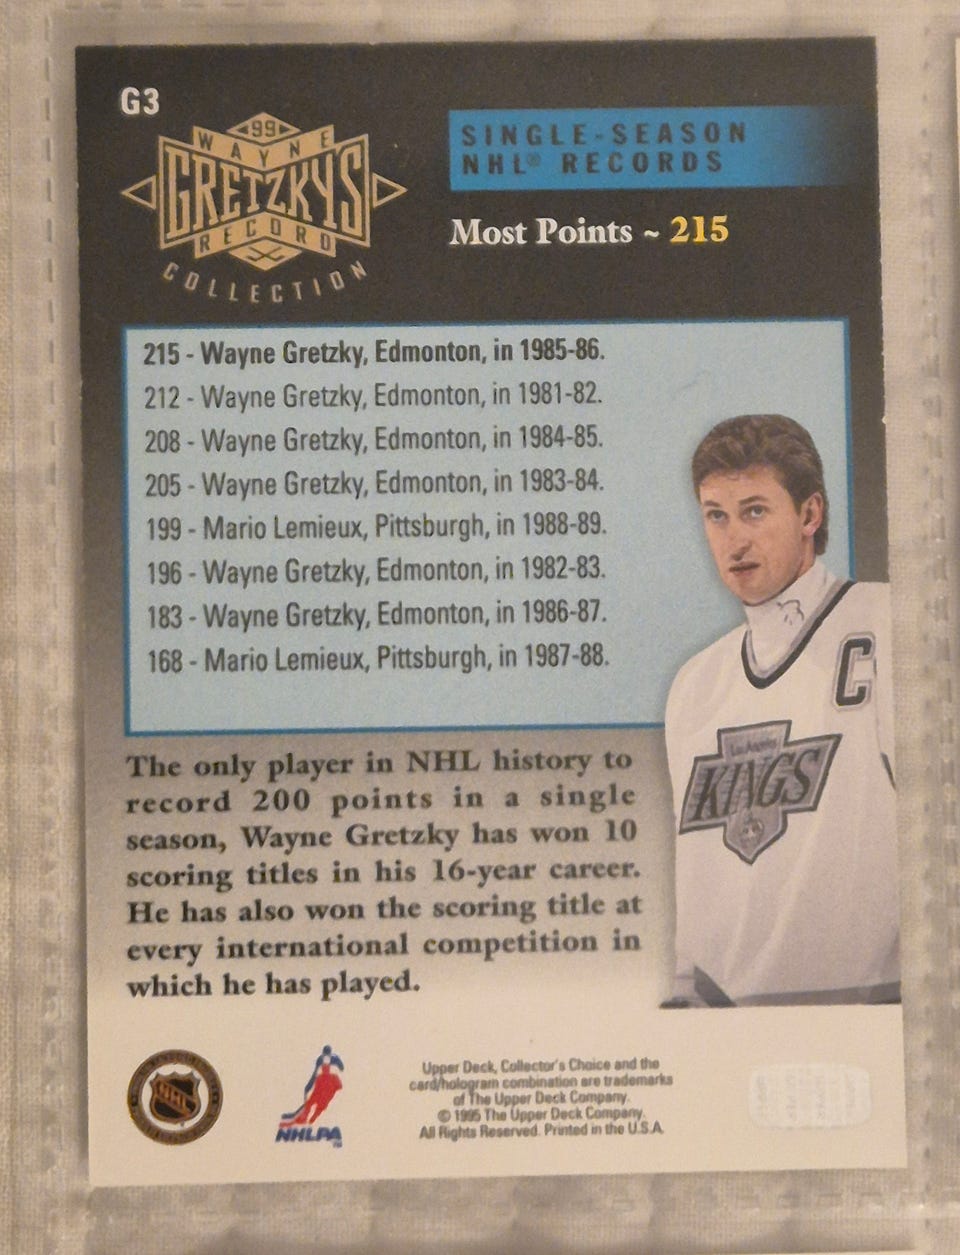 G3
99
WAYNE
GRETZKY'S
RECORD
COLLECTION
SINGLE-SEASON
NHL® RECORDS
Most Points ~ 215
215 - Wayne Gretzky, Edmonton, in 1985-86.
212 - Wayne Gretzky, Edmonton, in 1981-82.
208 - Wayne Gretzky, Edmonton, in 1984-85.
205 - Wayne Gretzky, Edmonton, in 1983-84.
199 - Mario Lemieux, Pittsburgh, in 1988-89.
196 - Wayne Gretzky, Edmonton, in 1982-83.
183 - Wayne Gretzky, Edmonton, in 1986-87.
168 - Mario Lemieux, Pittsburgh, in 1987-88.
C
Los Angeles
KINGS
The only player in NHL history to
record 200 points in a single
season, Wayne Gretzky has won 10
scoring titles in his 16-year career.
He has also won the scoring title at
every international competition in
which he has played.
NHL
NHLPA
Upper Deck, Collector's Choice and the
card/hologram combination are trademarks
of The Upper Deck Company.
© 1995 The Upper Deck Company.
All Rights Reserved. Printed in the U.S.A.